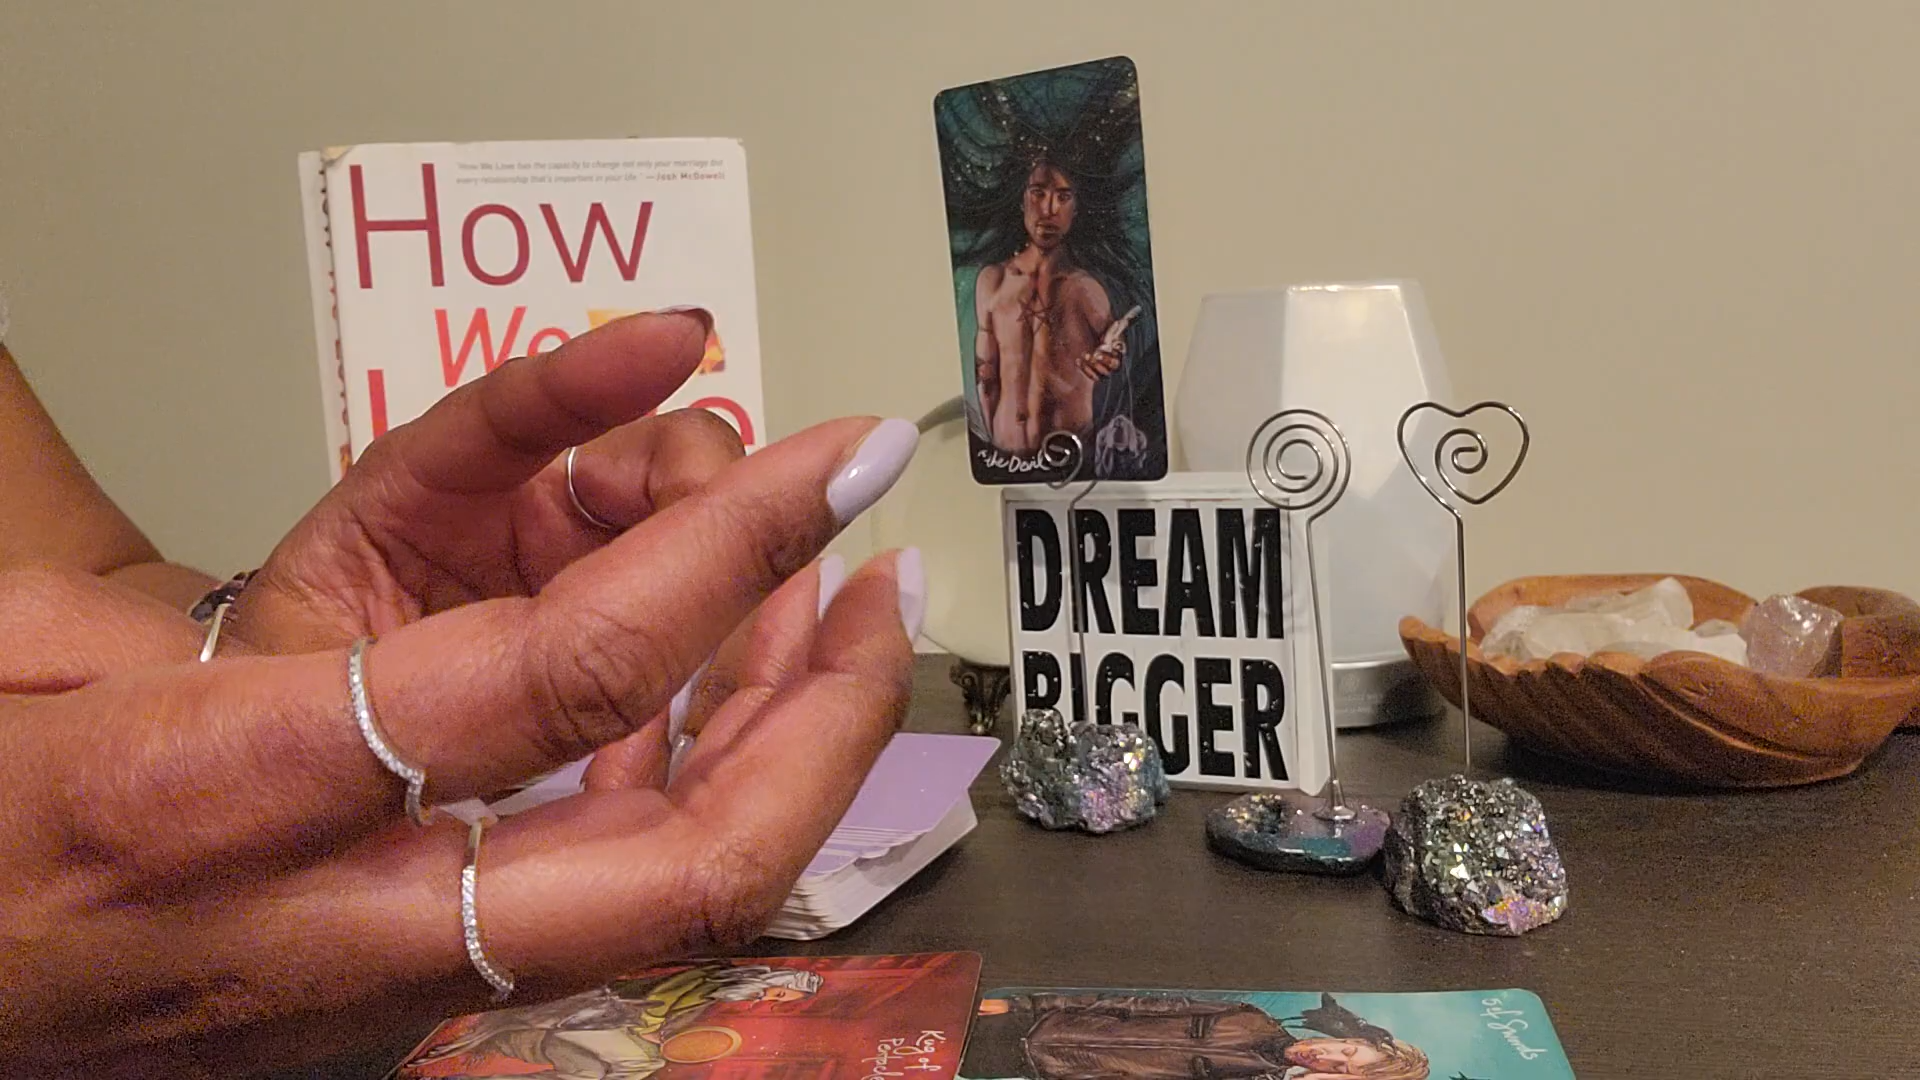 "How We Love has the capacity to change not only your marriage but
every relationship that's important in your life." —Josh McDowell
How
We
the Devil
DREAM
BIGGER
King of
5 of Swords